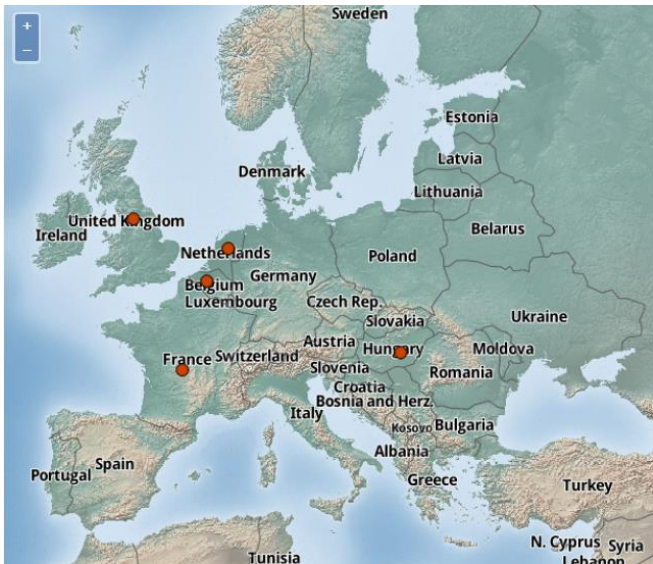 +
−
Sweden
Estonia
Latvia
Denmark
Lithuania
United Kingdom
Belarus
Ireland
Netherlands
Poland
Germany
Belgium
Luxembourg
Czech Rep.
Ukraine
Slovakia
Austria
Hungary
Moldova
France
Switzerland
Slovenia
Romania
Croatia
Bosnia and Herz.
Italy
Kosovo
Bulgaria
Albania
Spain
Portugal
Greece
Turkey
N. Cyprus
Syria
Tunisia
Lebanon